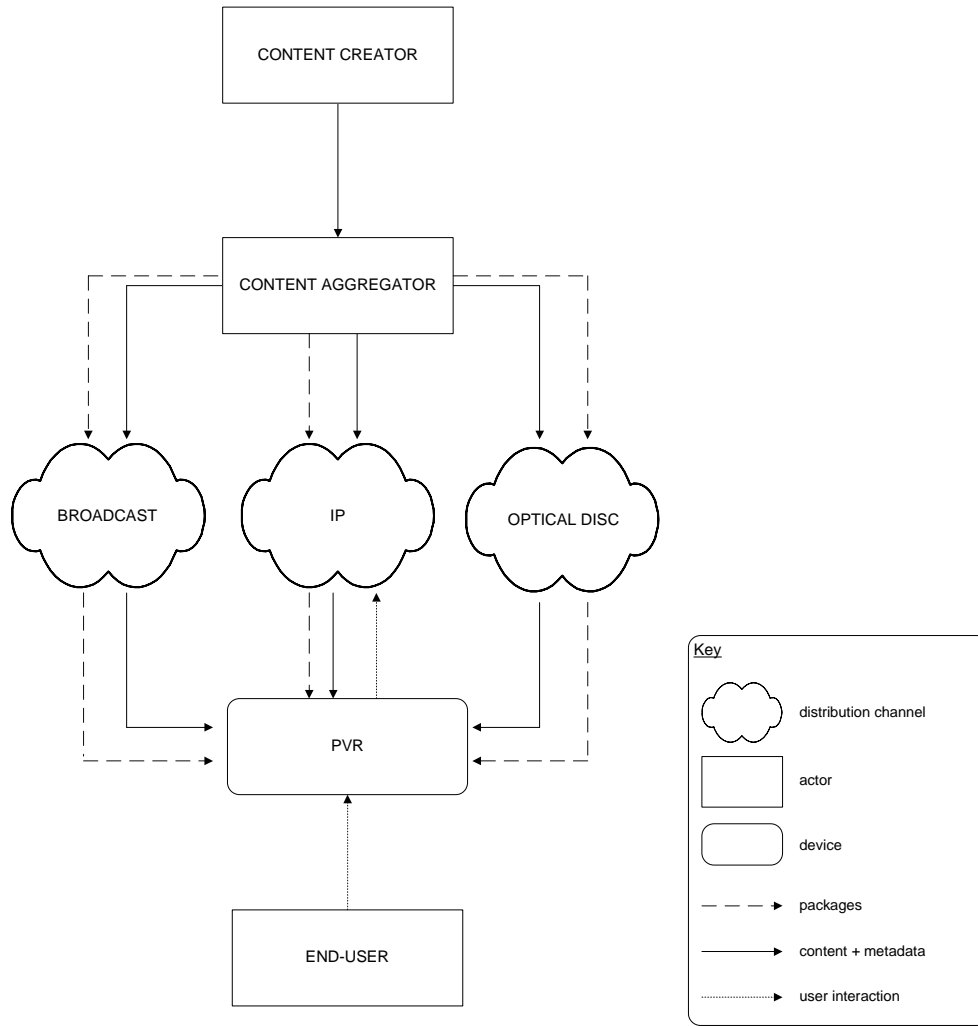 CONTENT CREATOR
CONTENT AGGREGATOR
BROADCAST
IP
OPTICAL DISC
PVR
END-USER
Key
distribution channel
actor
device
packages
content + metadata
user interaction